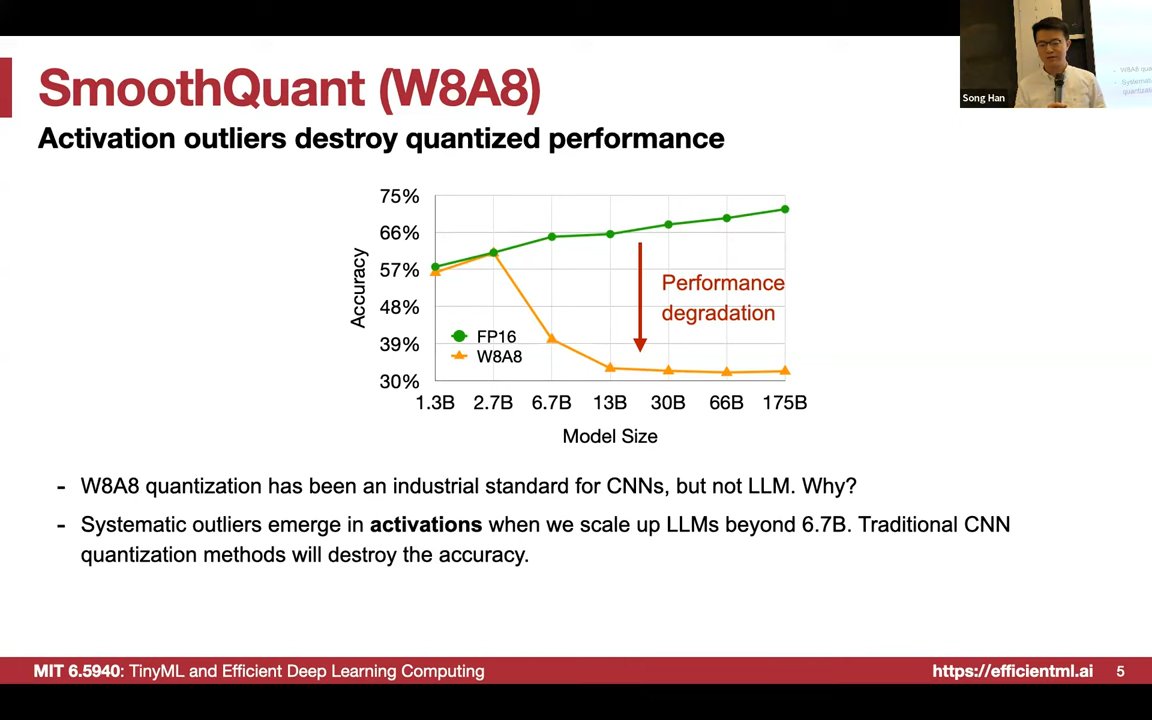 SmoothQuant (W8A8)
Activation outliers destroy quantized performance
Song Han
75%
66%
57%
48%
39%
30%
Accuracy
FP16
W8A8
Performance
degradation
1.3B 2.7B 6.7B 13B 30B 66B 175B
Model Size
- W8A8 quantization has been an industrial standard for CNNs, but not LLM. Why?
- Systematic outliers emerge in activations when we scale up LLMs beyond 6.7B. Traditional CNN
quantization methods will destroy the accuracy.
MIT 6.5940: TinyML and Efficient Deep Learning Computing
https://efficientml.ai
5